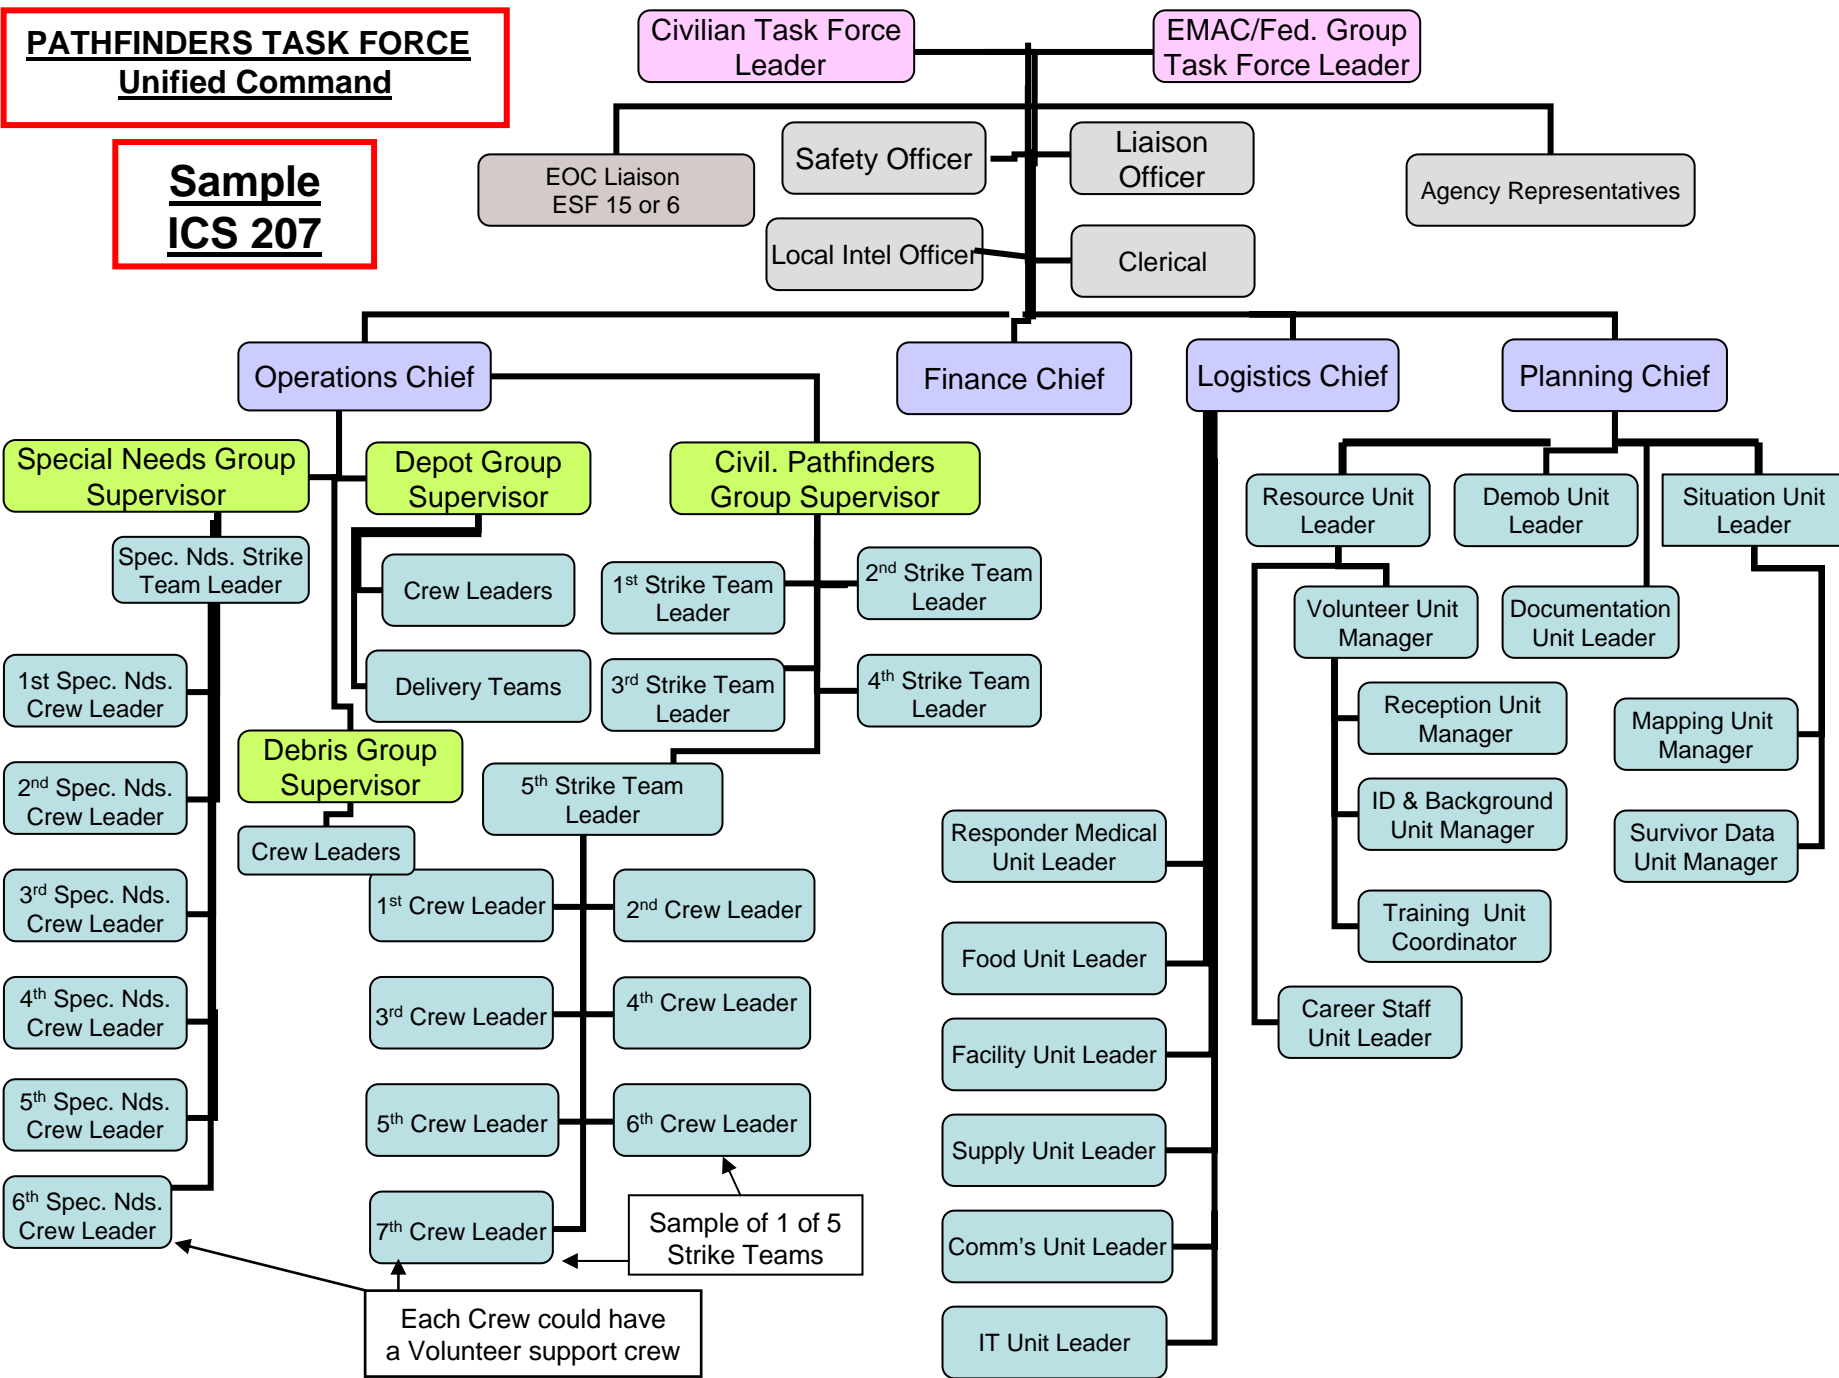 PATHFINDERS TASK FORCE
Unified Command
Sample
ICS 207
Civilian Task Force
Leader
EMAC/Fed. Group
Task Force Leader
EOC Liaison
ESF 15 or 6
Safety Officer
Liaison
Officer
Agency Representatives
Local Intel Officer
Clerical
Operations Chief
Finance Chief
Logistics Chief
Planning Chief
Special Needs Group
Supervisor
Depot Group
Supervisor
Civil. Pathfinders
Group Supervisor
Spec. Nds. Strike
Team Leader
1st Spec. Nds.
Crew Leader
2nd Spec. Nds.
Crew Leader
3rd Spec. Nds.
Crew Leader
4th Spec. Nds.
Crew Leader
5th Spec. Nds.
Crew Leader
6th Spec. Nds.
Crew Leader
Crew Leaders
Delivery Teams
Debris Group
Supervisor
Crew Leaders
1st Strike Team
Leader
2nd Strike Team
Leader
3rd Strike Team
Leader
4th Strike Team
Leader
5th Strike Team
Leader
1st Crew Leader
2nd Crew Leader
3rd Crew Leader
4th Crew Leader
5th Crew Leader
6th Crew Leader
7th Crew Leader
Sample of 1 of 5
Strike Teams
Each Crew could have
a Volunteer support crew
Responder Medical
Unit Leader
Food Unit Leader
Facility Unit Leader
Supply Unit Leader
Comm's Unit Leader
IT Unit Leader
Resource Unit
Leader
Demob Unit
Leader
Situation Unit
Leader
Volunteer Unit
Manager
Documentation
Unit Leader
Reception Unit
Manager
ID & Background
Unit Manager
Training Unit
Coordinator
Career Staff
Unit Leader
Mapping Unit
Manager
Survivor Data
Unit Manager